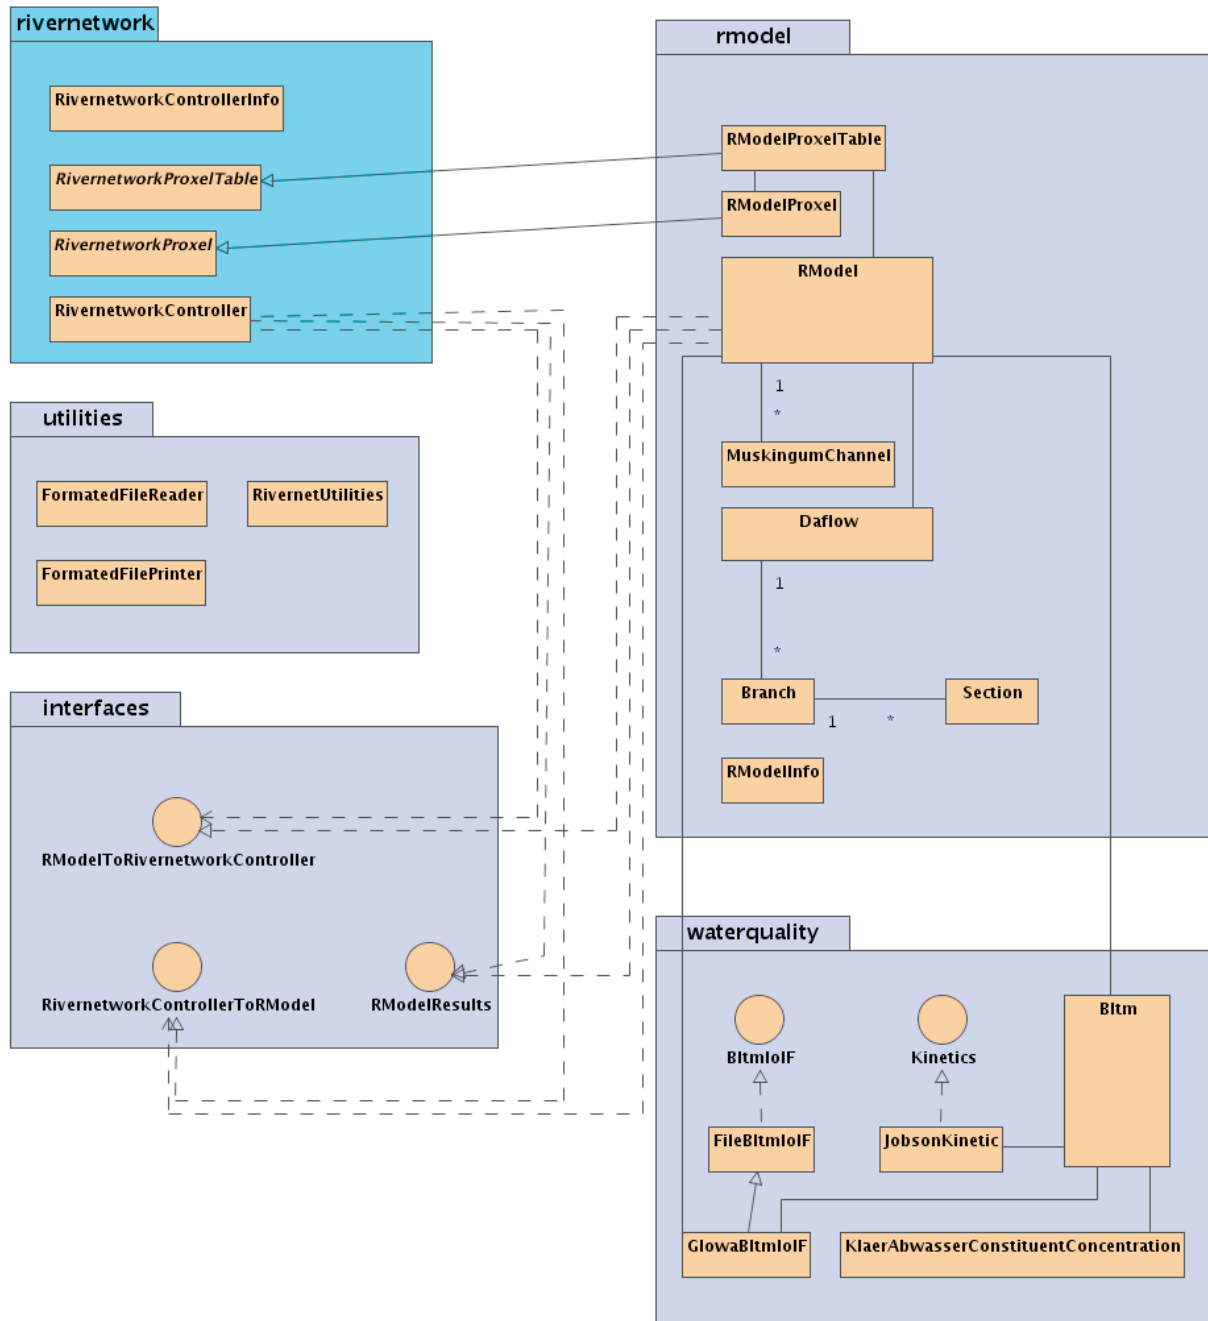 rivernetwork
RivernetworkControllerInfo
RivernetworkProxelTable
RivernetworkProxel
RivernetworkController
utilities
FormatedFileReader
RivernetUtilities
FormatedFilePrinter
interfaces
RModelToRivernetworkController
RivernetworkControllerToRModel
RModelResults
rmodel
RModelProxelTable
RModelProxel
RModel
1
*
MuskingumChannel
Daflow
1
*
Branch
Section
1
*
RModelInfo
waterquality
BltmIoIF
Kinetics
Bltm
FileBltmIoIF
JobsonKinetic
GlowaBltmIoIF
KlaerAbwasserConstituentConcentration